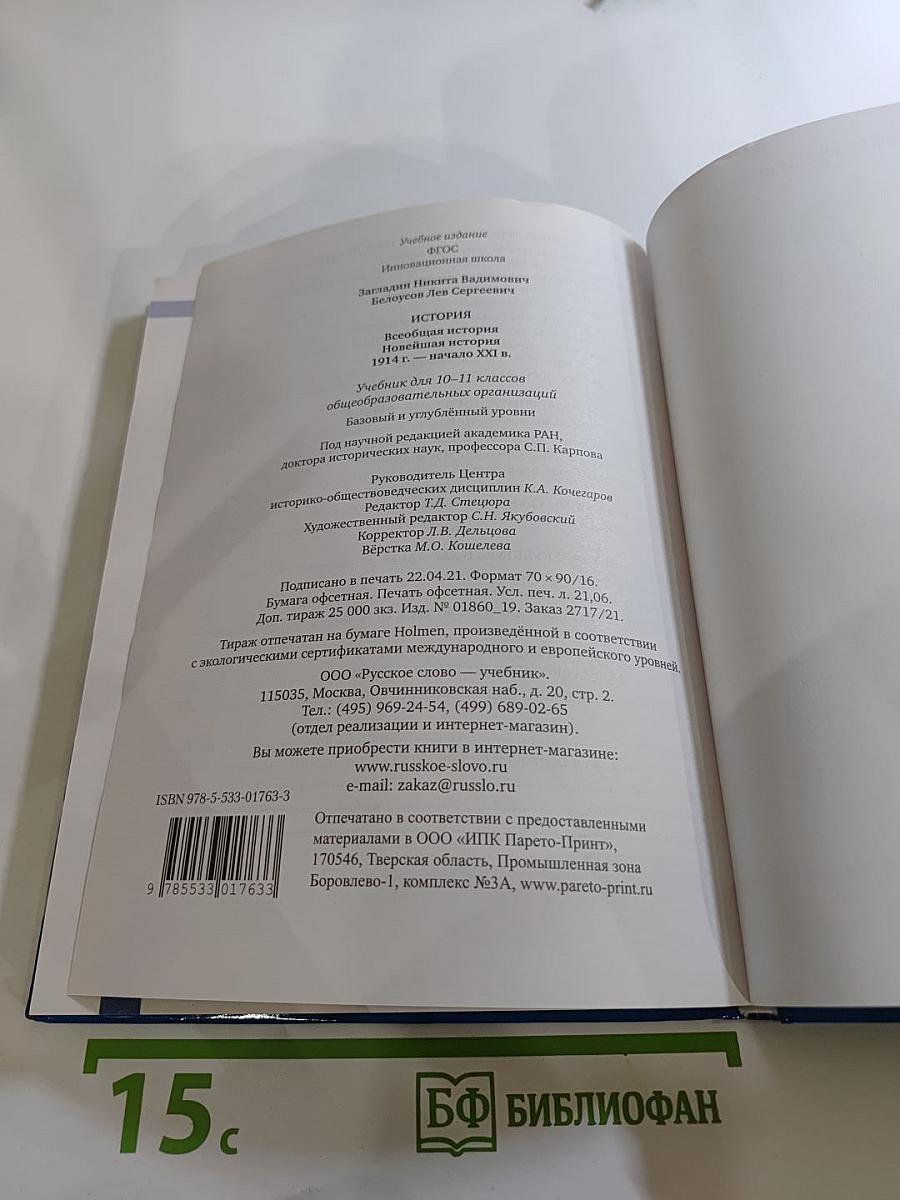 Учебное издание
ФГОС
Инновационная школа
Загладин Никита Вадимович
Белоусов Лев Сергеевич
ИСТОРИЯ
Всеобщая история
Новейшая история
1914 г. — начало XXI в.
Учебник для 10–11 классов
общеобразовательных организаций
Базовый и углублённый уровни
Под научной редакцией академика РАН,
доктора исторических наук, профессора С.П. Карпова
Руководитель Центра
историко-обществоведческих дисциплин К.А. Кочегаров
Редактор Т.Д. Стецюра
Художественный редактор С.Н. Якубовский
Корректор Л.В. Дельцова
Вёрстка М.О. Кошелева
Подписано в печать 22.04.21. Формат 70 × 90/16.
Бумага офсетная. Печать офсетная. Усл. печ. л. 21,06.
Доп. тираж 25 000 экз. Изд. № 01860_19. Заказ 2717/21.
Тираж отпечатан на бумаге Holmen, произведённой в соответствии
с экологическими сертификатами международного и европейского уровней.
ООО «Русское слово — учебник».
115035, Москва, Овчинниковская наб., д. 20, стр. 2.
Тел.: (495) 969-24-54, (499) 689-02-65
(отдел реализации и интернет-магазин).
Вы можете приобрести книги в интернет-магазине:
www.russkoe-slovo.ru
e-mail: zakaz@russlo.ru
ISBN 978-5-533-01763-3
9 785533 017633
Отпечатано в соответствии с предоставленными
материалами в ООО «ИПК Парето-Принт»,
170546, Тверская область, Промышленная зона
Боровлево-1, комплекс №3А, www.pareto-print.ru
15 с
БФ БИБЛИОФАН